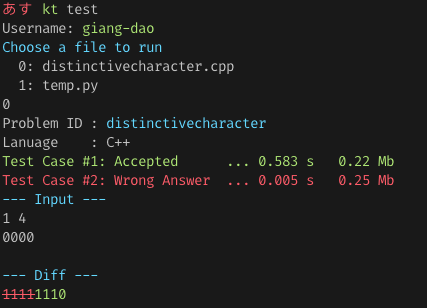 あす kt test
Username: giang-dao
Choose a file to run
  0: distinctivecharacter.cpp
  1: temp.py
0
Problem ID : distinctivecharacter
Lanuage    : C++
Test Case #1: Accepted      ... 0.583 s   0.22 Mb
Test Case #2: Wrong Answer  ... 0.005 s   0.25 Mb
--- Input ---
1 4
0000

--- Diff ---
11111110